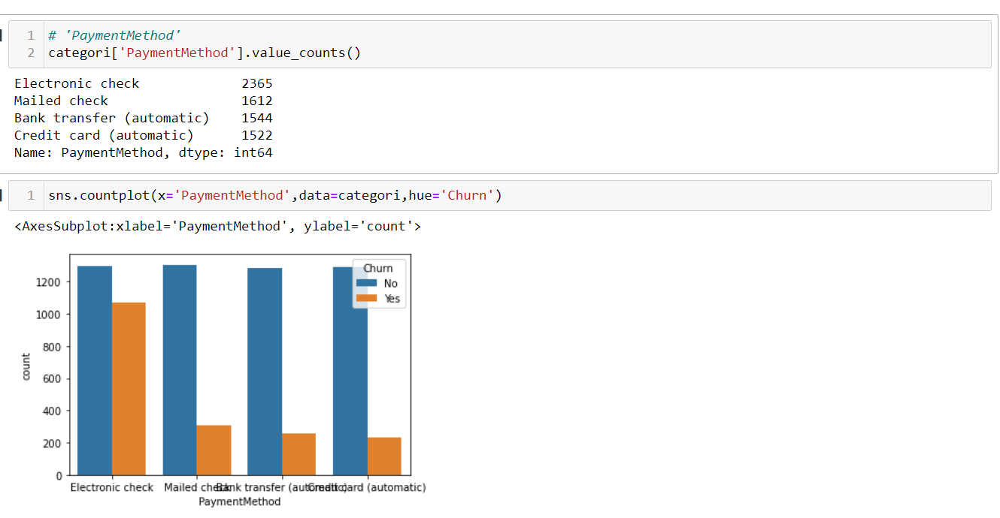 1 # 'PaymentMethod'
2 categori['PaymentMethod'].value_counts()
Electronic check 2365
Mailed check 1612
Bank transfer (automatic) 1544
Credit card (automatic) 1522
Name: PaymentMethod, dtype: int64
1 sns.countplot(x='PaymentMethod',data=categori,hue='Churn')
<AxesSubplot:xlabel='PaymentMethod', ylabel='count'>
Churn
No
Yes
1200
1000
800
600
400
200
0
count
Electronic check Mailed check Bank transfer (automatic) Credit card (automatic)
PaymentMethod